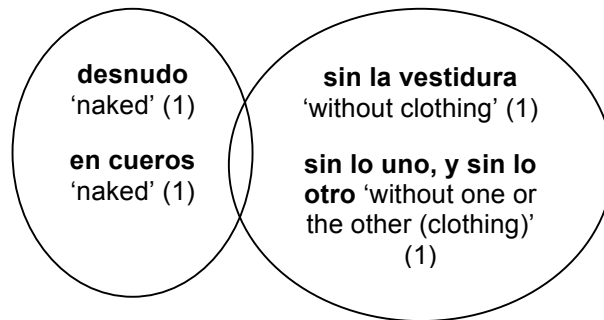 desnudo
‘naked’ (1)
en cueros
‘naked’ (1)
sin la vestidura
‘without clothing’ (1)
sin lo uno, y sin lo
otro ‘without one or
the other (clothing)’
(1)